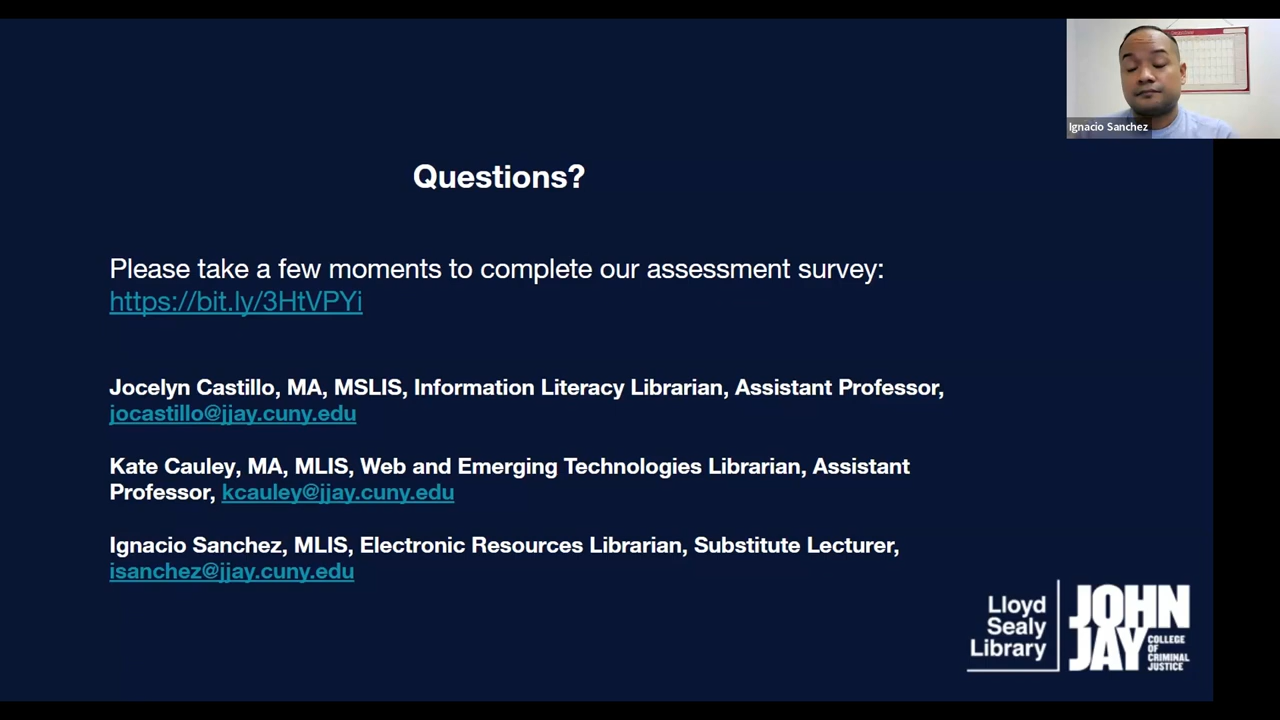 Ignacio Sanchez
Questions?
Please take a few moments to complete our assessment survey:
https://bit.ly/3HtVPYi
Jocelyn Castillo, MA, MSLIS, Information Literacy Librarian, Assistant Professor,
jocastillo@jjay.cuny.edu
Kate Cauley, MA, MLIS, Web and Emerging Technologies Librarian, Assistant
Professor, kcauley@jjay.cuny.edu
Ignacio Sanchez, MLIS, Electronic Resources Librarian, Substitute Lecturer,
isanchez@jjay.cuny.edu
Lloyd
Sealy
Library
JOHN
JAY
COLLEGE
OF
CRIMINAL
JUSTICE